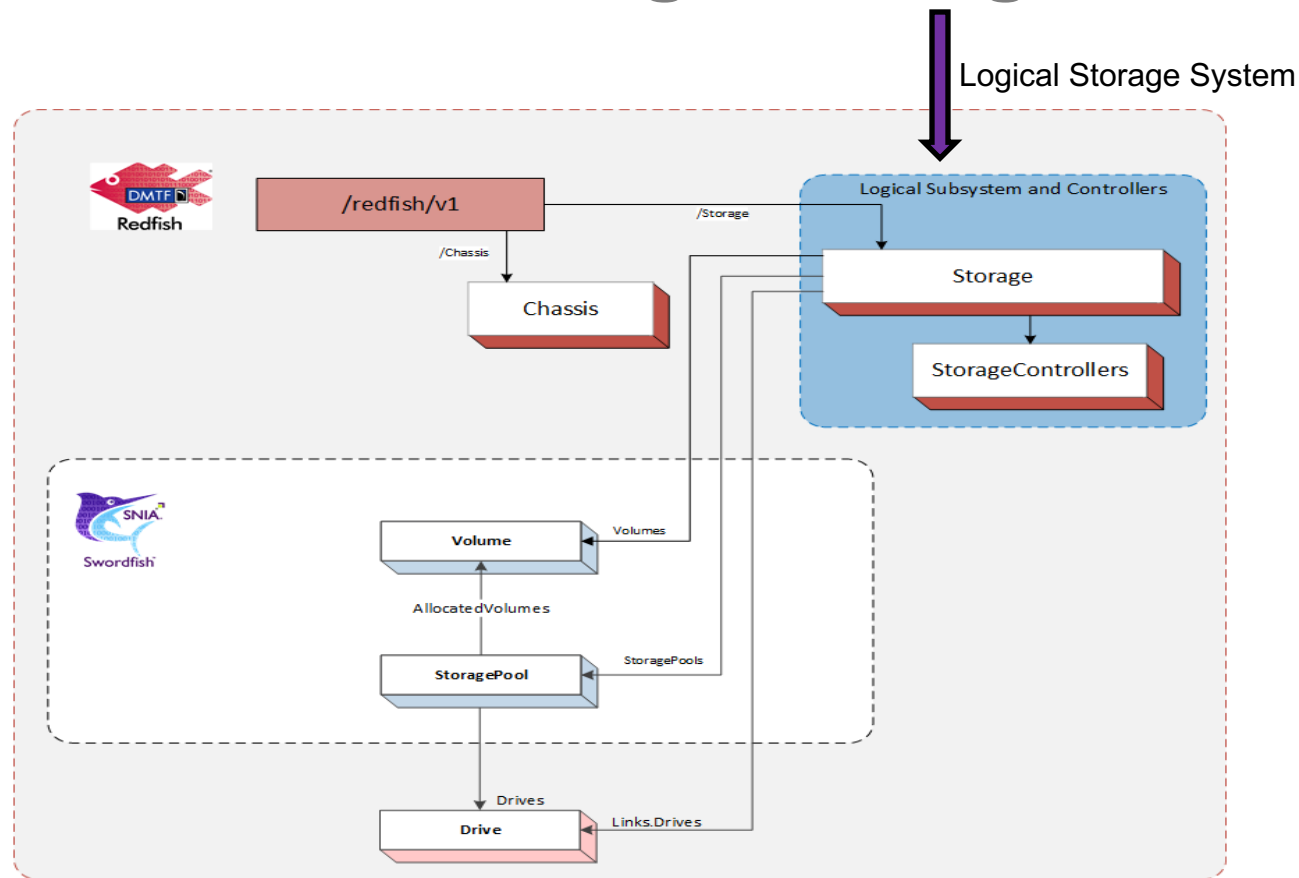 Logical Storage System
DMTF
Redfish
/redfish/v1
/Storage
/Chassis
Chassis
Logical Subsystem and Controllers
Storage
StorageControllers
SNIA
Swordfish
Volume
Volumes
AllocatedVolumes
StoragePool
StoragePools
Drives
Drive
Links.Drives